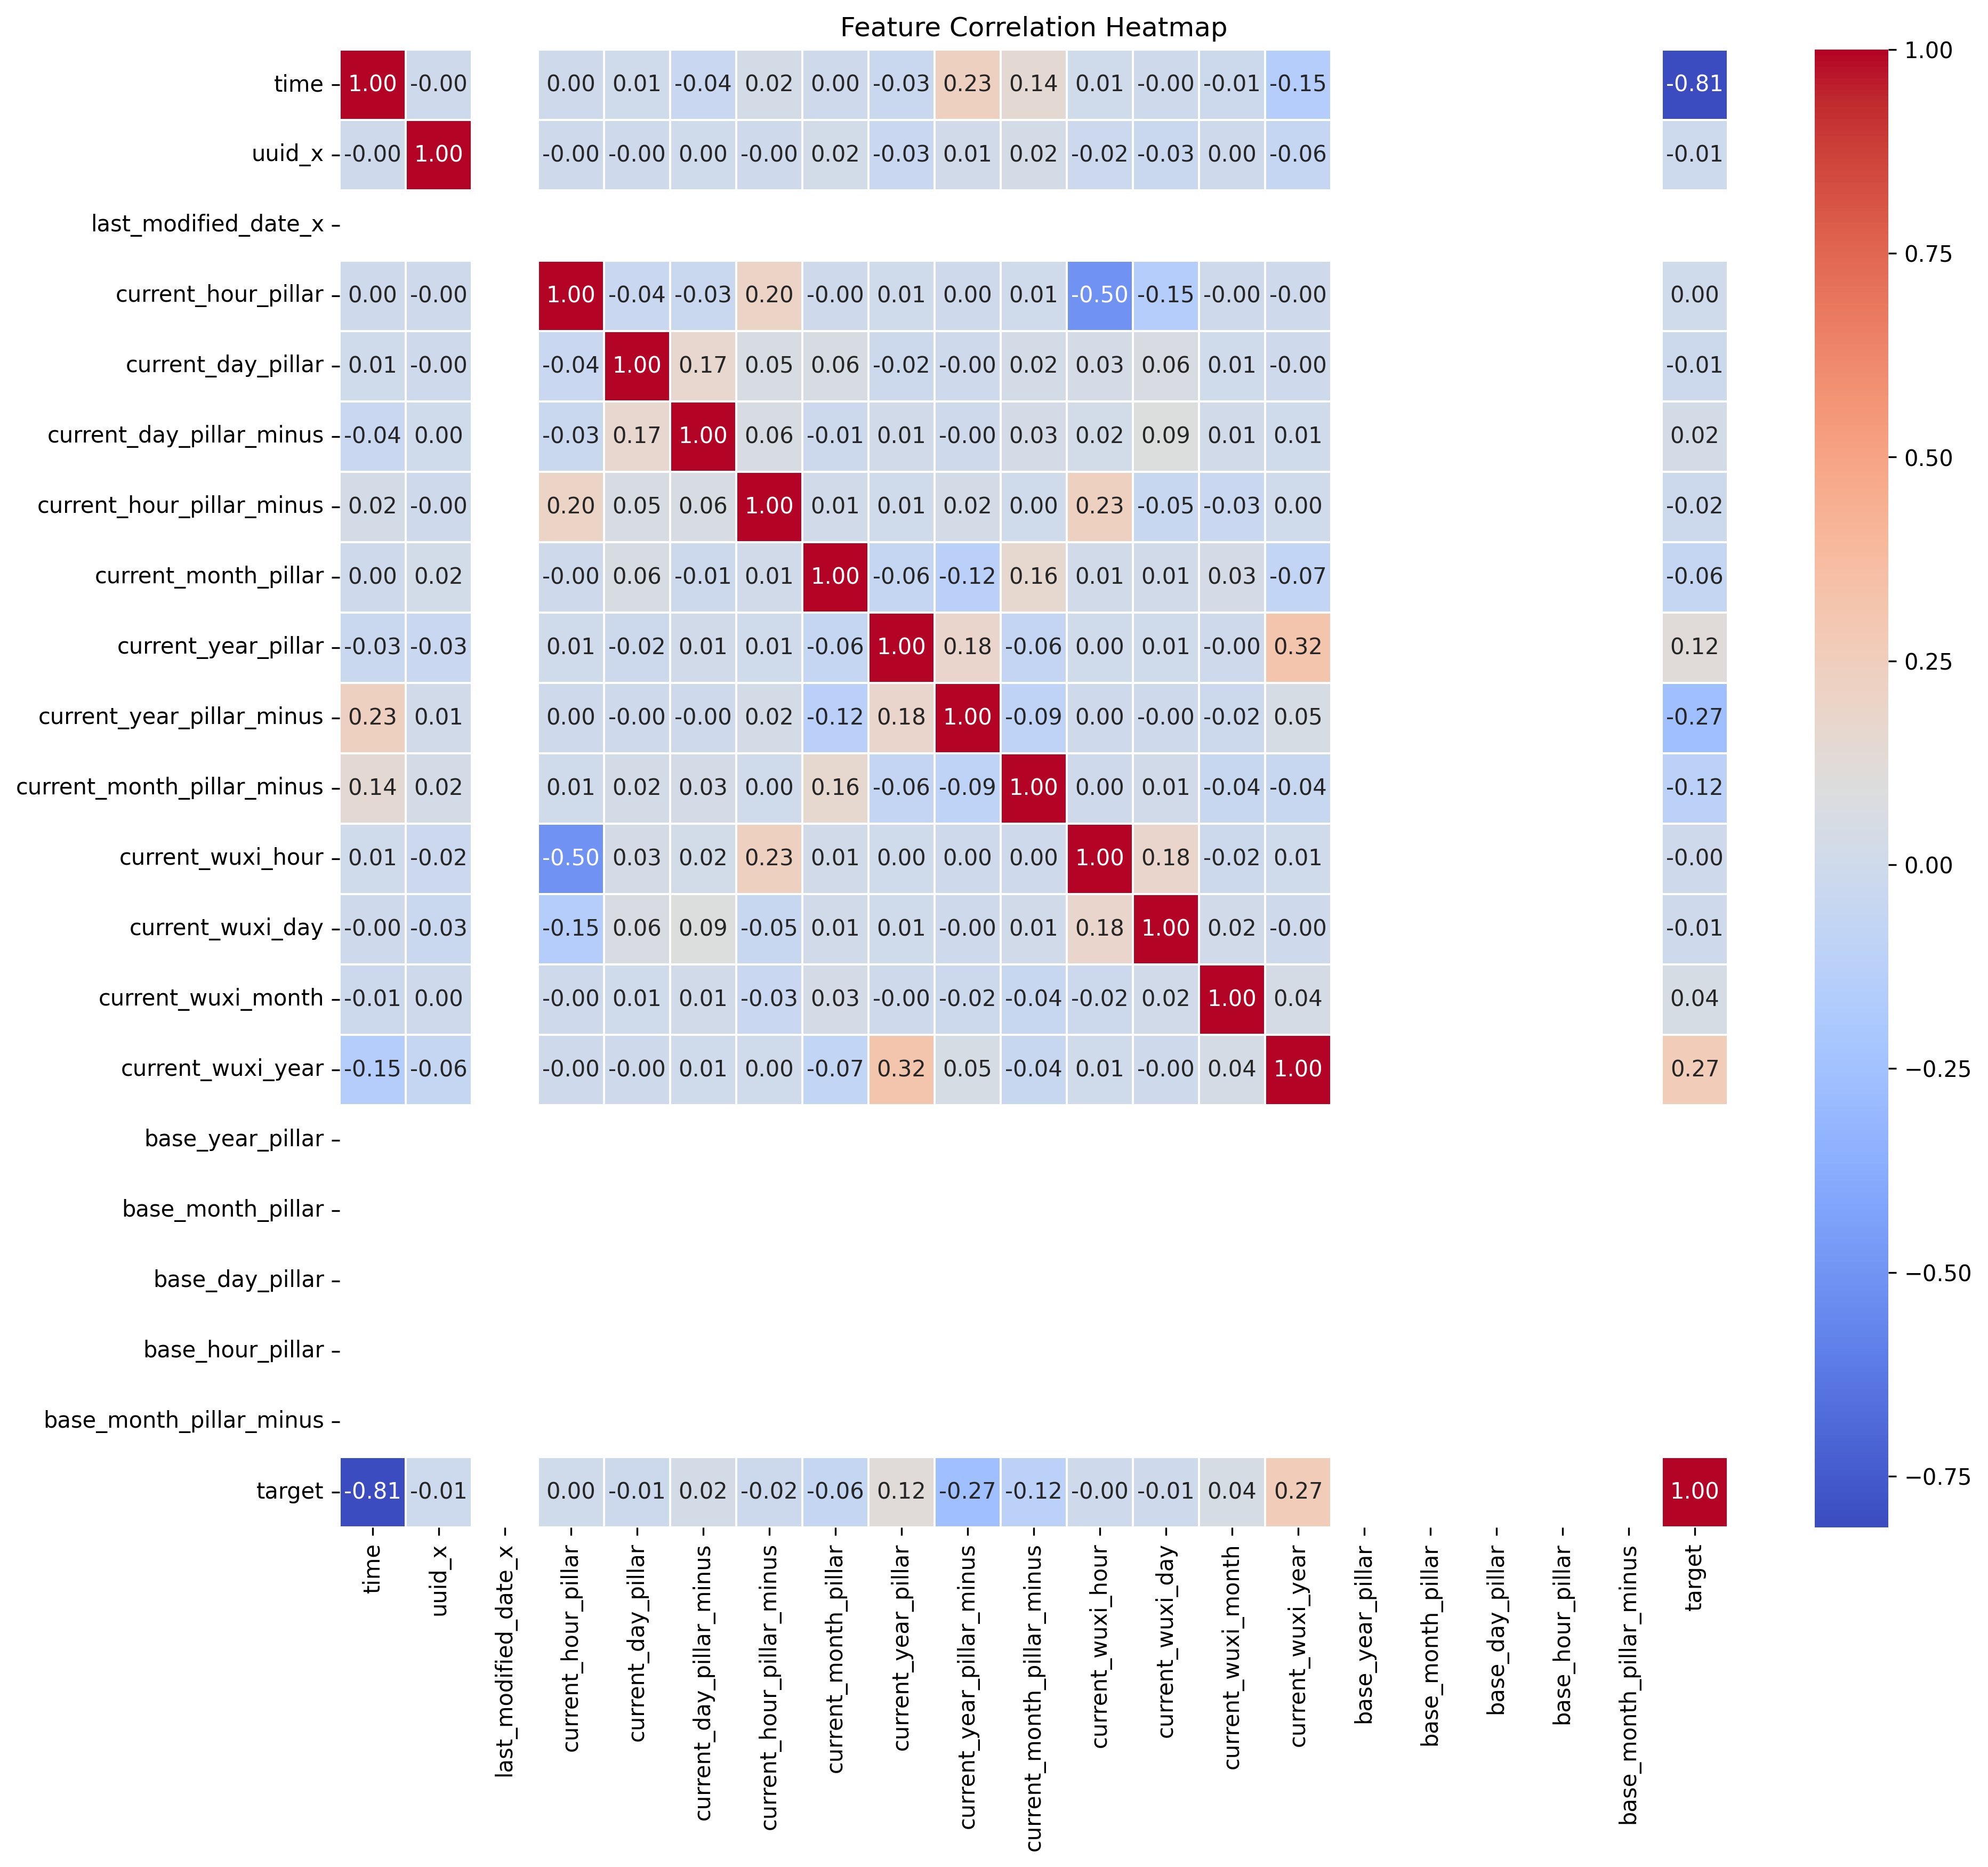 Feature Correlation Heatmap
time 1.00 -0.00 0.00 0.01 -0.04 0.02 0.00 -0.03 0.23 0.14 0.01 -0.00 -0.01 -0.15 -0.81
uuid_x -0.00 1.00 -0.00 -0.00 0.00 -0.00 0.02 -0.03 0.01 0.02 -0.02 -0.03 0.00 -0.06 -0.01
last_modified_date_x
current_hour_pillar 0.00 -0.00 1.00 -0.04 -0.03 0.20 -0.00 0.01 0.00 0.01 -0.50 -0.15 -0.00 -0.00 0.00
current_day_pillar 0.01 -0.00 -0.04 1.00 0.17 0.05 0.06 -0.02 -0.00 0.02 0.03 0.06 0.01 -0.00 -0.01
current_day_pillar_minus -0.04 0.00 -0.03 0.17 1.00 0.06 -0.01 0.01 -0.00 0.03 0.02 0.09 0.01 0.01 0.02
current_hour_pillar_minus 0.02 -0.00 0.20 0.05 0.06 1.00 0.01 0.01 0.02 0.00 0.23 -0.05 -0.03 0.00 -0.02
current_month_pillar 0.00 0.02 -0.00 0.06 -0.01 0.01 1.00 -0.06 -0.12 0.16 0.01 0.01 0.03 -0.07 -0.06
current_year_pillar -0.03 -0.03 0.01 -0.02 0.01 0.01 -0.06 1.00 0.18 -0.06 0.00 0.01 -0.00 0.32 0.12
current_year_pillar_minus 0.23 0.01 0.00 -0.00 -0.00 0.02 -0.12 0.18 1.00 -0.09 0.00 -0.00 -0.02 0.05 -0.27
current_month_pillar_minus 0.14 0.02 0.01 0.02 0.03 0.00 0.16 -0.06 -0.09 1.00 0.00 0.01 -0.04 -0.04 -0.12
current_wuxi_hour 0.01 -0.02 -0.50 0.03 0.02 0.23 0.01 0.00 0.00 0.00 1.00 0.18 -0.02 0.01 -0.00
current_wuxi_day -0.00 -0.03 -0.15 0.06 0.09 -0.05 0.01 0.01 -0.00 0.01 0.18 1.00 0.02 -0.00 -0.01
current_wuxi_month -0.01 0.00 -0.00 0.01 0.01 -0.03 0.03 -0.00 -0.02 -0.04 -0.02 0.02 1.00 0.04 0.04
current_wuxi_year -0.15 -0.06 -0.00 -0.00 0.01 0.00 -0.07 0.32 0.05 -0.04 0.01 -0.00 0.04 1.00 0.27
base_year_pillar
base_month_pillar
base_day_pillar
base_hour_pillar
base_month_pillar_minus
target -0.81 -0.01 0.00 -0.01 0.02 -0.02 -0.06 0.12 -0.27 -0.12 -0.00 -0.01 0.04 0.27 1.00
time
uuid_x
last_modified_date_x
current_hour_pillar
current_day_pillar
current_day_pillar_minus
current_hour_pillar_minus
current_month_pillar
current_year_pillar
current_year_pillar_minus
current_month_pillar_minus
current_wuxi_hour
current_wuxi_day
current_wuxi_month
current_wuxi_year
base_year_pillar
base_month_pillar
base_day_pillar
base_hour_pillar
base_month_pillar_minus
target
1.00
0.75
0.50
0.25
0.00
−0.25
−0.50
−0.75